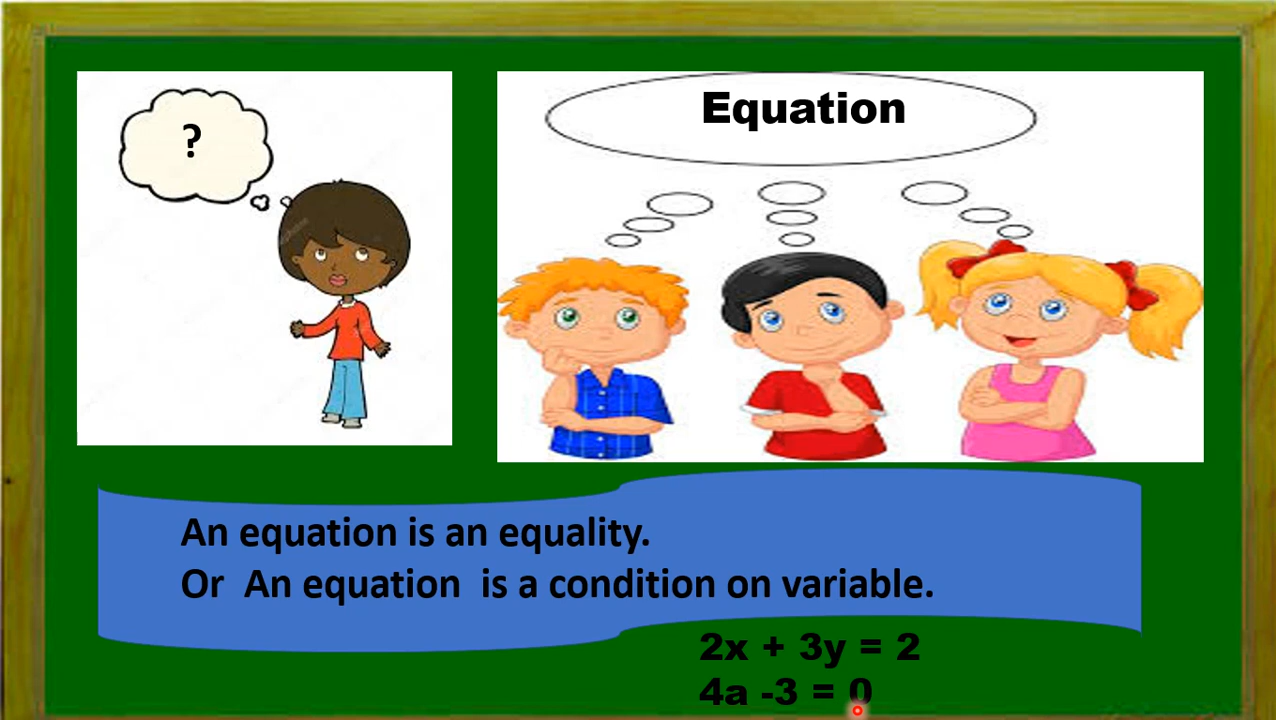 ?
Equation
An equation is an equality.
Or An equation is a condition on variable.
2x + 3y = 2
4a -3 = 0